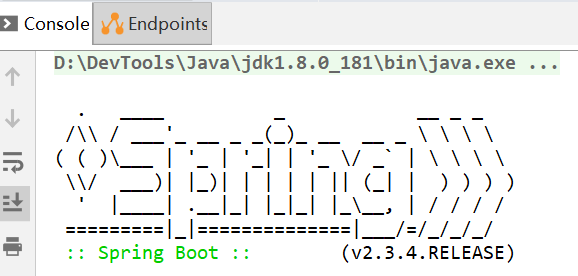 Console Endpoints
D:\DevTools\Java\jdk1.8.0_181\bin\java.exe ...
  .   ____          _            __ _ _
 /\\ / ___'_ __ _ _(_)_ __  __ _ \ \ \ \
( ( )\___ | '_ | '_| | '_ \/ _` | \ \ \ \
 \\/  ___)| |_)| | | | | || (_| |  ) ) ) )
  '  |____| .__|_| |_|_| |_\__, | / / / /
 =========|_|==============|___/=/_/_/_/
 :: Spring Boot ::        (v2.3.4.RELEASE)